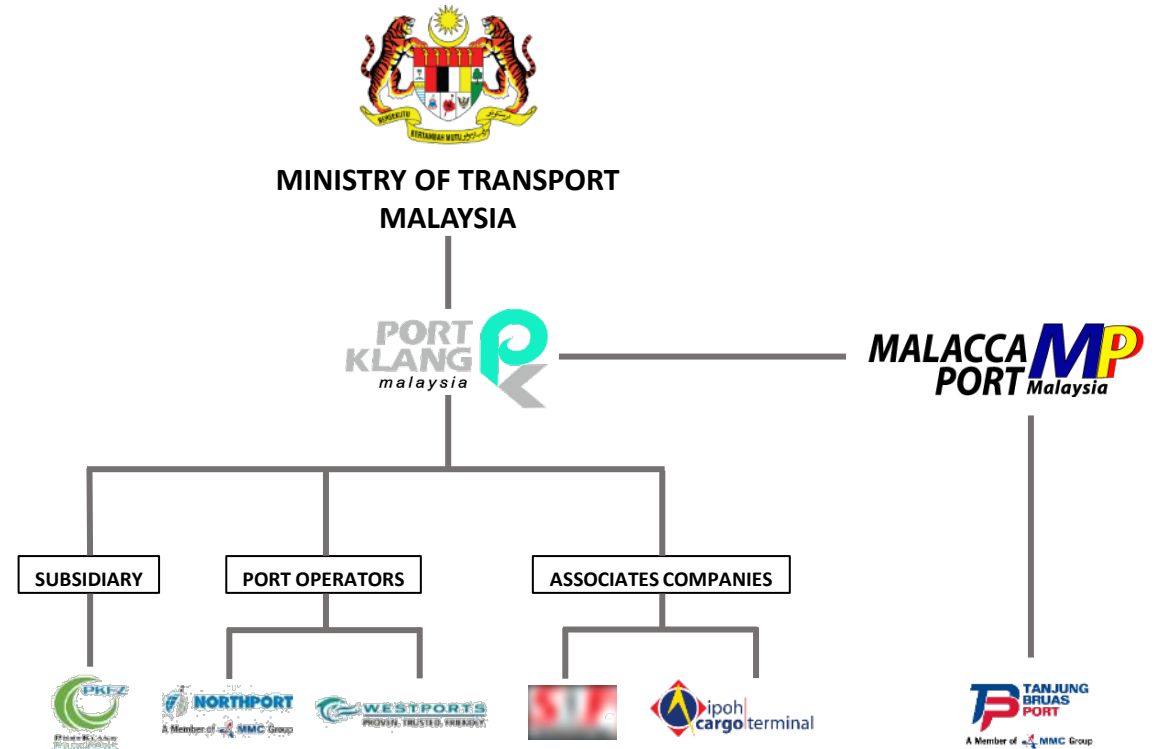 BERSEKUTU
BERTAMBAH MUTU
MINISTRY OF TRANSPORT
MALAYSIA
PORT
KLANG
malaysia
MALACCA MP
PORT Malaysia
SUBSIDIARY
PORT OPERATORS
ASSOCIATES COMPANIES
PKFZ
PORT KLANG
NORTHPORT
A Member of MMC Group
WESTPORTS
PROVEN, TRUSTED, FRIENDLY
ipoh
cargo terminal
TANJUNG
BRUAS
PORT
A Member of MMC Group